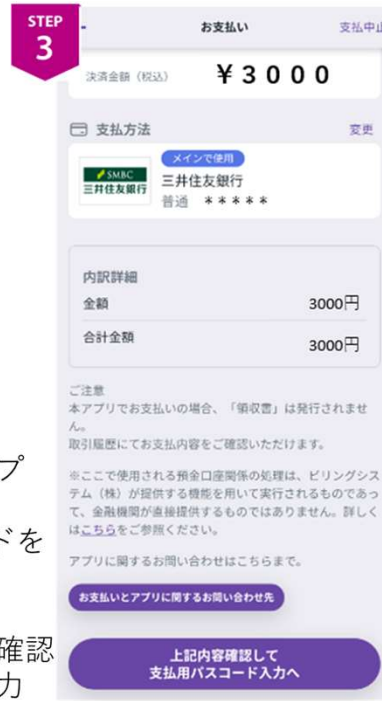 STEP
3
お支払い
支払中止
決済金額（税込）
￥３０００
支払方法
変更
メインで使用
SMBC
三井住友銀行
三井住友銀行
普通 ＊＊＊＊＊
内訳詳細
金額
3000円
合計金額
3000円
ご注意
本アプリでお支払いの場合、「領収書」は発行されませ
ん。
取引履歴にてお支払内容をご確認いただけます。
※ここで使用される預金口座関係の処理は、ビリングシス
テム（株）が提供する機能を用いて実行されるものであっ
て、金融機関が直接提供するものではありません。詳しく
はこちらをご参照ください。
アプリに関するお問い合わせはこちらまで。
お支払いとアプリに関するお問い合わせ先
上記内容確認して
支払用パスコード入力へ
プ
ドを
確認
力